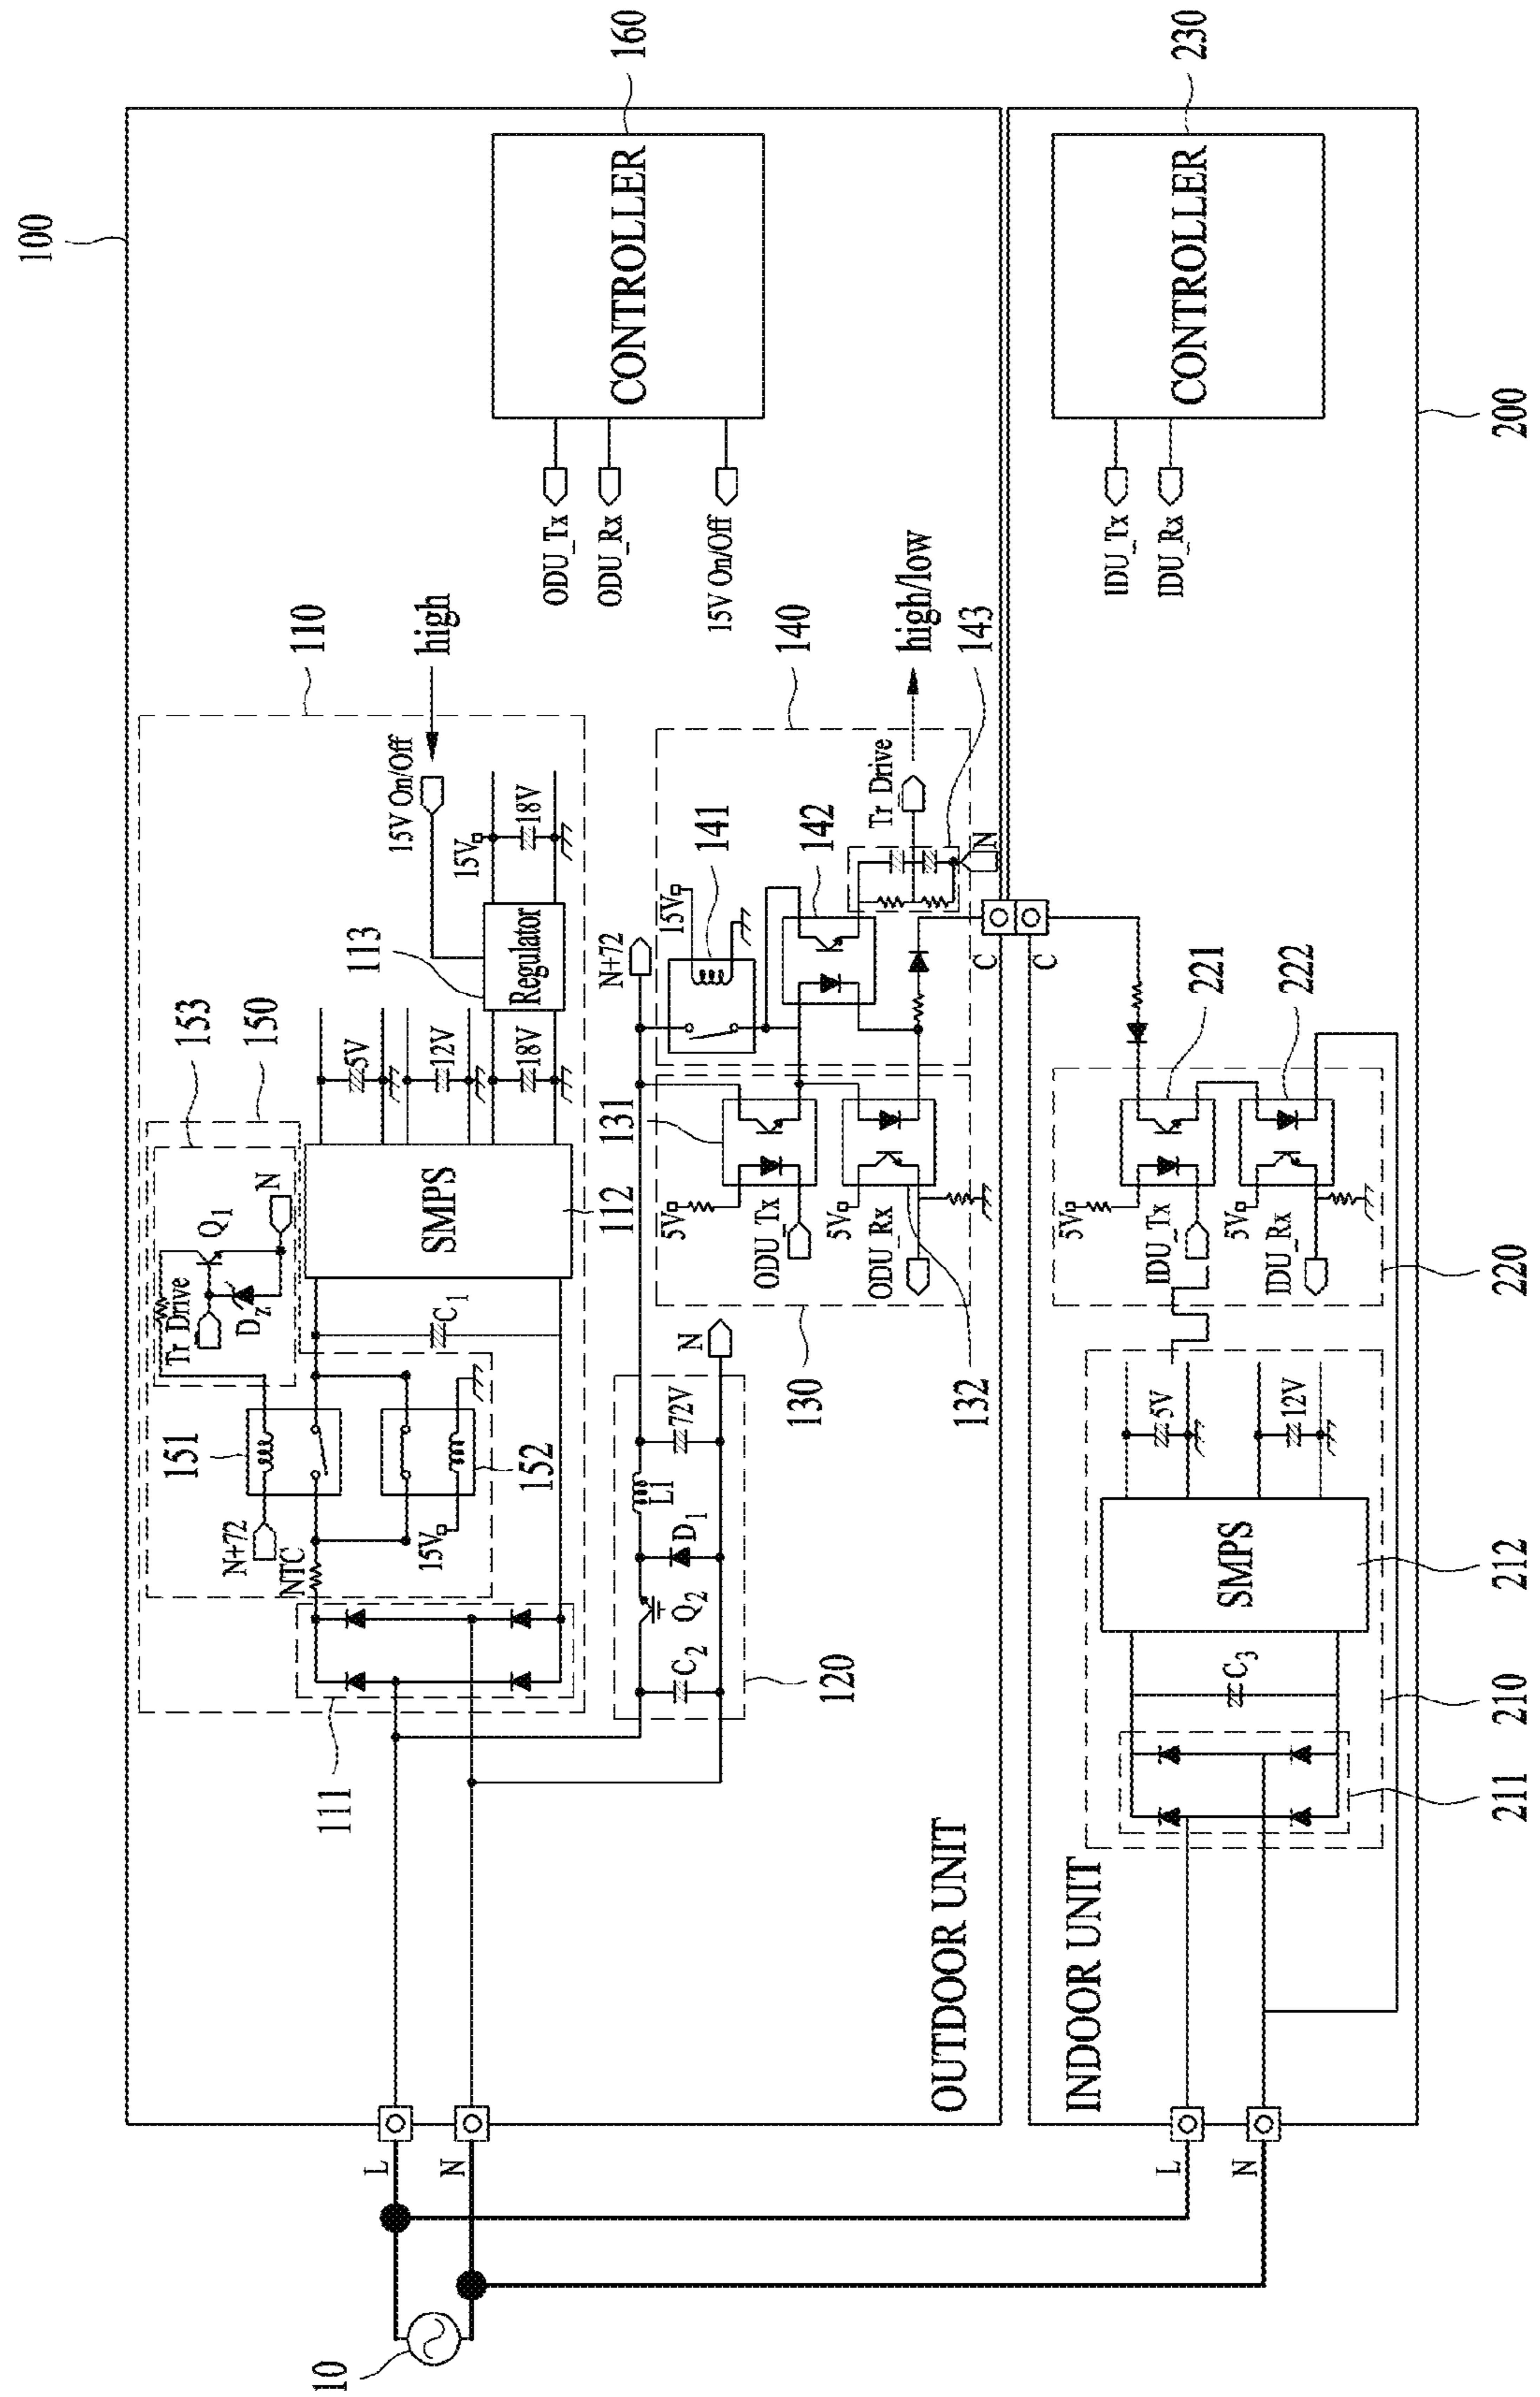 100
OUTDOOR UNIT
160
CONTROLLER
ODU_Tx
ODU_Rx
15V On/Off
110
high
15V On/Off
15V
18V
113
Regulator
153
150
5V
12V
18V
SMPS
112
Tr_Drive
Q1
N
DZ
C1
151
152
N+72
NTC
15V
111
N+72
140
141
15V
142
Tr_Drive
high/low
143
N
C
131
5V
ODU_Tx
5V
ODU_Rx
130
132
N
72V
L1
D1
Q2
C2
120
L
N
10
INDOOR UNIT
200
230
CONTROLLER
IDU_Tx
IDU_Rx
C
221
222
5V
IDU_Tx
5V
IDU_Rx
220
5V
12V
SMPS
212
C3
210
211
L
N